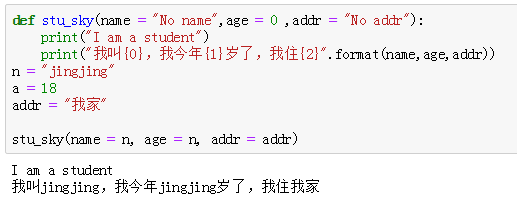 def stu_sky(name = "No name",age = 0 ,addr = "No addr"):
    print("I am a student")
    print("我叫{0}，我今年{1}岁了，我住{2}".format(name,age,addr))
n = "jingjing"
a = 18
addr = "我家"

stu_sky(name = n, age = n, addr = addr)
I am a student
我叫jingjing，我今年jingjing岁了，我住我家